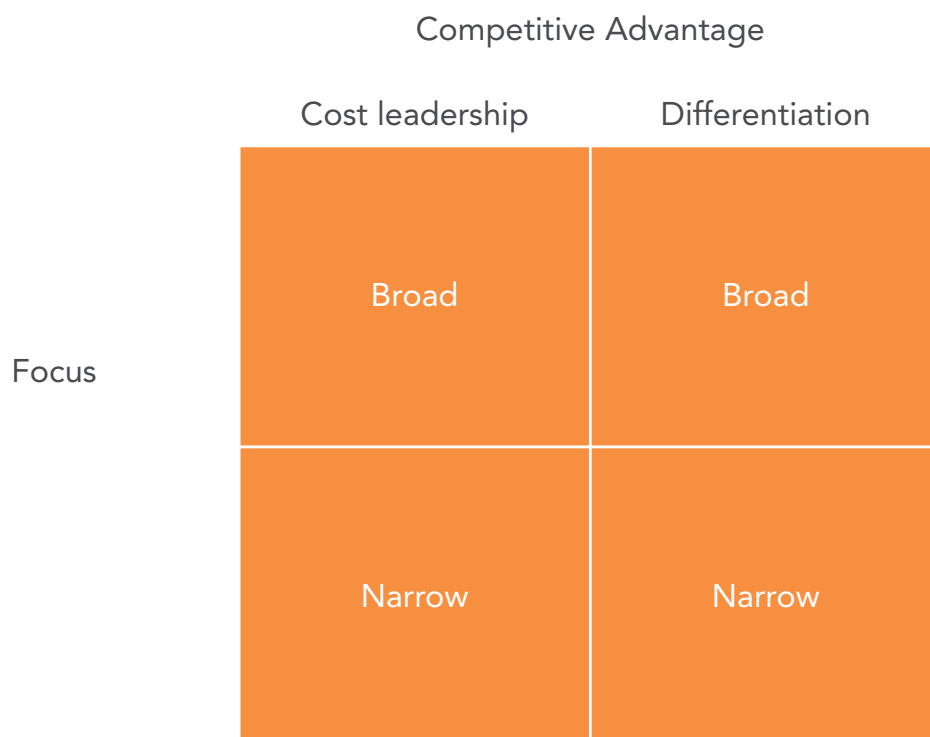 Competitive Advantage
Cost leadership Differentiation
Broad Broad
Focus
Narrow Narrow